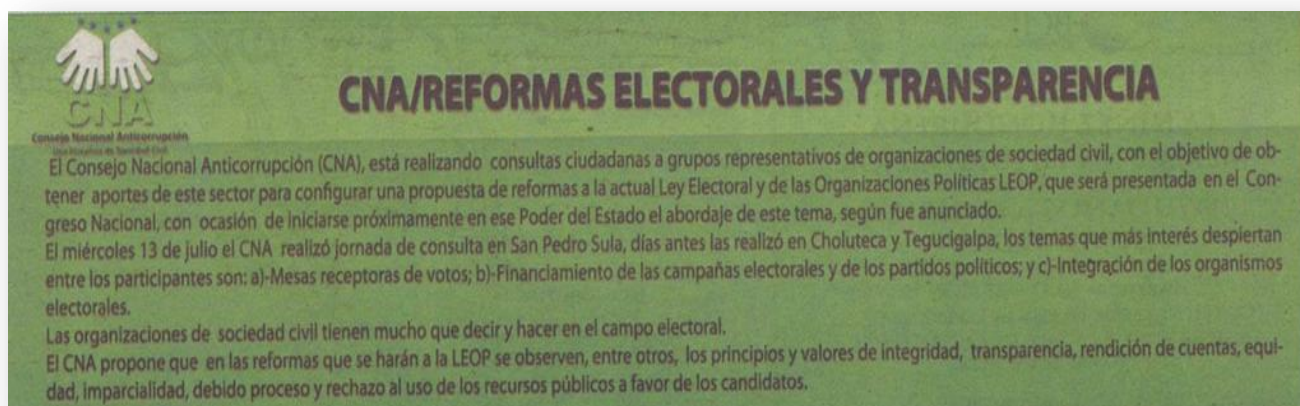 CNA
Consejo Nacional Anticorrupción
CNA/REFORMAS ELECTORALES Y TRANSPARENCIA
El Consejo Nacional Anticorrupción (CNA), está realizando consultas ciudadanas a grupos representativos de organizaciones de sociedad civil, con el objetivo de ob-
tener aportes de este sector para configurar una propuesta de reformas a la actual Ley Electoral y de las Organizaciones Políticas LEOP, que será presentada en el Con-
greso Nacional, con ocasión de iniciarse próximamente en ese Poder del Estado el abordaje de este tema, según fue anunciado.
El miércoles 13 de julio el CNA realizó jornada de consulta en San Pedro Sula, días antes las realizó en Choluteca y Tegucigalpa, los temas que más interés despiertan
entre los participantes son: a)-Mesas receptoras de votos; b)-Financiamiento de las campañas electorales y de los partidos políticos; y c)-Integración de los organismos
electorales.
Las organizaciones de sociedad civil tienen mucho que decir y hacer en el campo electoral.
El CNA propone que en las reformas que se harán a la LEOP se observen, entre otros, los principios y valores de integridad, transparencia, rendición de cuentas, equi-
dad, imparcialidad, debido proceso y rechazo al uso de los recursos públicos a favor de los candidatos.